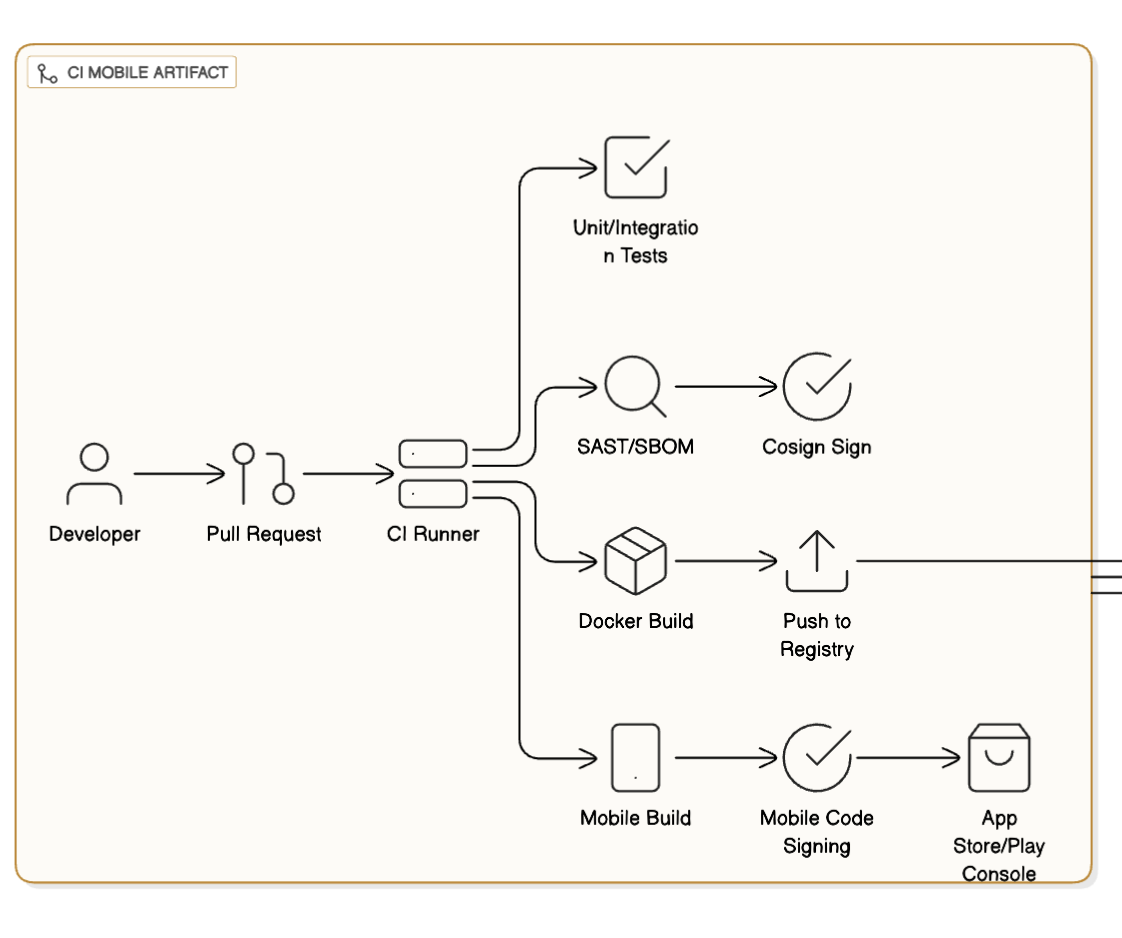 CI MOBILE ARTIFACT
Unit/Integratio
n Tests
SAST/SBOM
Cosign Sign
Developer
Pull Request
CI Runner
Docker Build
Push to
Registry
Mobile Build
Mobile Code
Signing
App
Store/Play
Console